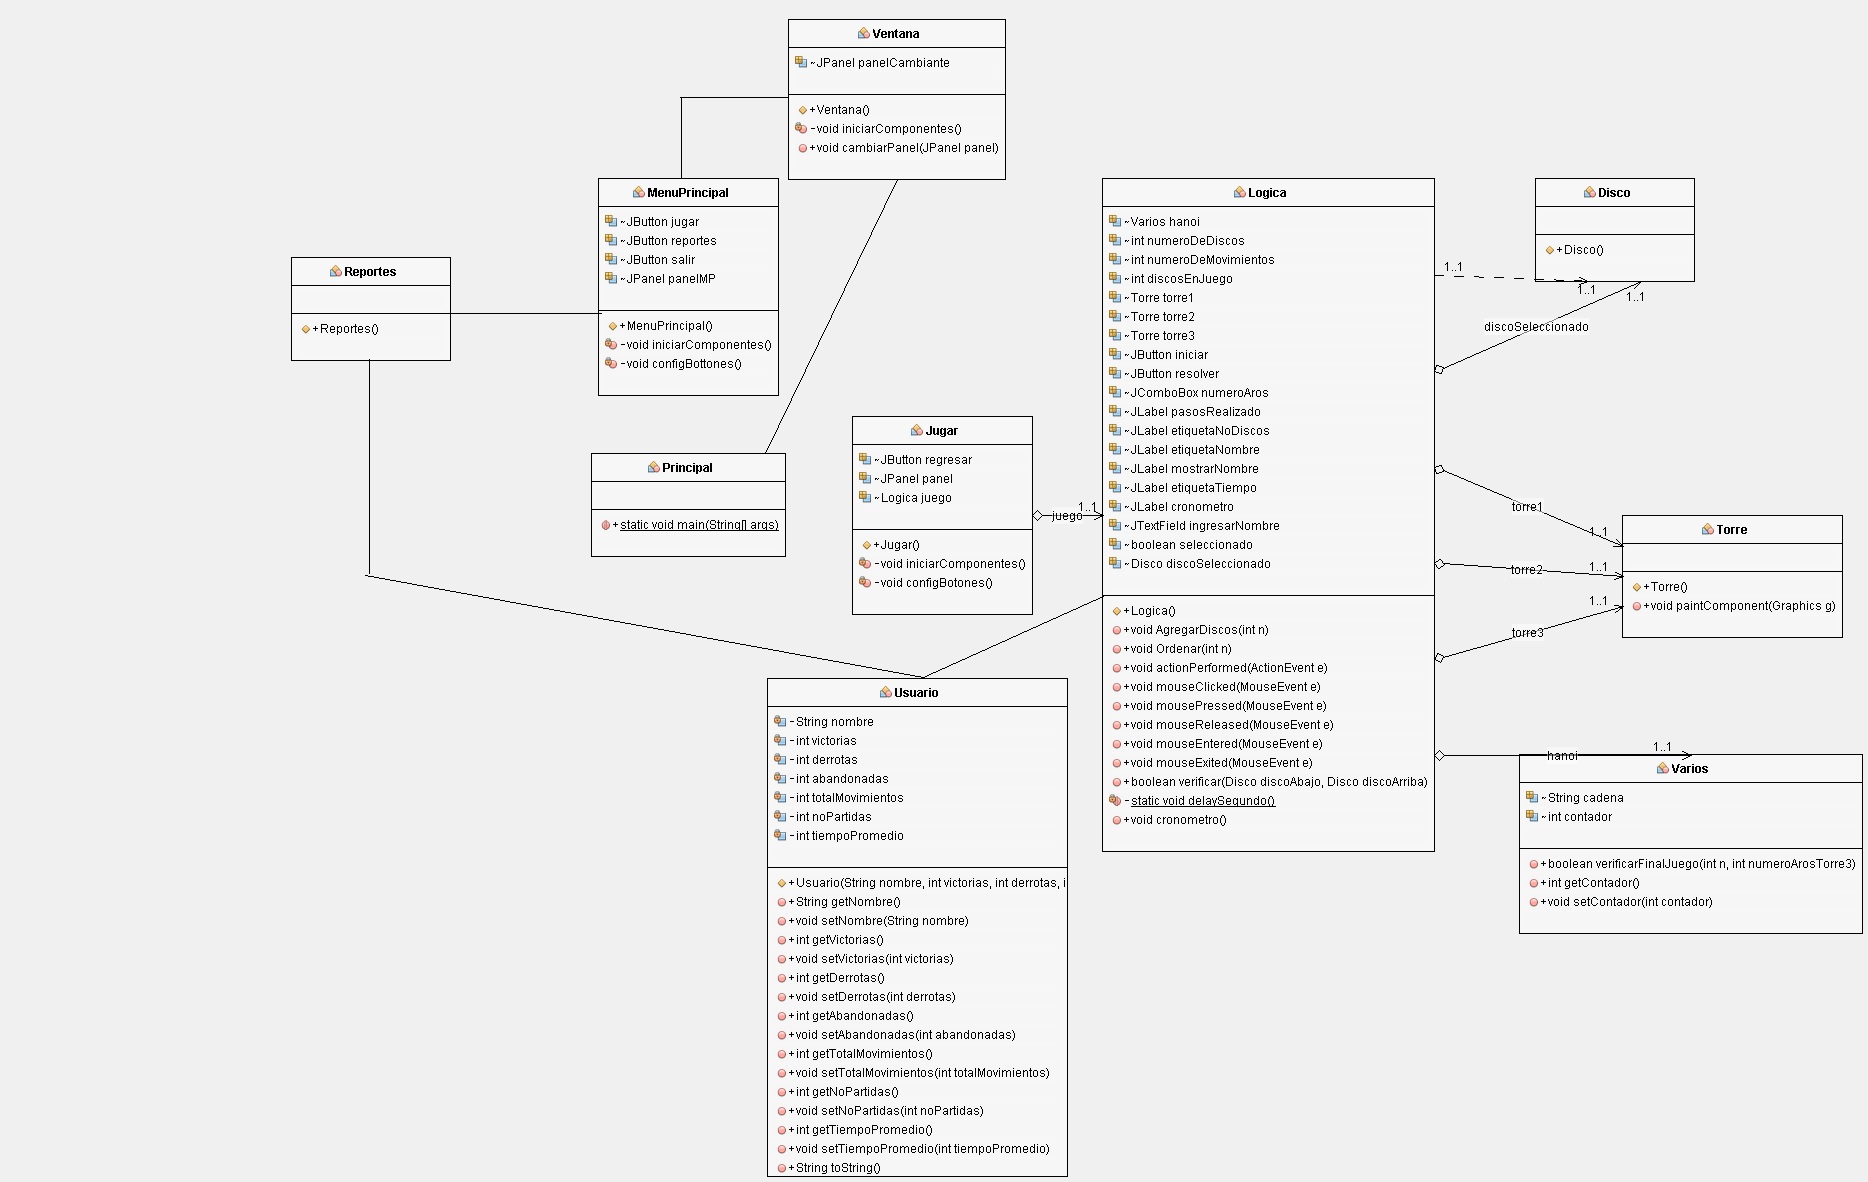 Ventana
~JPanel panelCambiante
+Ventana()
-void iniciarComponentes()
+void cambiarPanel(JPanel panel)
MenuPrincipal
~JButton jugar
~JButton reportes
~JButton salir
~JPanel panelMP
+MenuPrincipal()
-void iniciarComponentes()
-void configBottones()
Reportes
+Reportes()
Principal
+static void main(String[] args)
Jugar
~JButton regresar
~JPanel panel
~Logica juego
+Jugar()
-void iniciarComponentes()
-void configBotones()
juego
1..1
Logica
~Varios hanoi
~int numeroDeDiscos
~int numeroDeMovimientos
~int discosEnJuego
~Torre torre1
~Torre torre2
~Torre torre3
~JButton iniciar
~JButton resolver
~JComboBox numeroAros
~JLabel pasosRealizado
~JLabel etiquetaNoDiscos
~JLabel etiquetaNombre
~JLabel mostrarNombre
~JLabel etiquetaTiempo
~JLabel cronometro
~JTextField ingresarNombre
~boolean seleccionado
~Disco discoSeleccionado
+Logica()
+void AgregarDiscos(int n)
+void Ordenar(int n)
+void actionPerformed(ActionEvent e)
+void mouseClicked(MouseEvent e)
+void mousePressed(MouseEvent e)
+void mouseReleased(MouseEvent e)
+void mouseEntered(MouseEvent e)
+void mouseExited(MouseEvent e)
+boolean verificar(Disco discoAbajo, Disco discoArriba)
-static void delaySegundo()
+void cronometro()
Disco
+Disco()
1..1
1..1
1..1
discoSeleccionado
torre1
1..1
torre2
1..1
torre3
1..1
Torre
+Torre()
+void paintComponent(Graphics g)
hanoi
1..1
Varios
~String cadena
~int contador
+boolean verificarFinalJuego(int n, int numeroArosTorre3)
+int getContador()
+void setContador(int contador)
Usuario
-String nombre
-int victorias
-int derrotas
-int abandonadas
-int totalMovimientos
-int noPartidas
-int tiempoPromedio
+Usuario(String nombre, int victorias, int derrotas, i
+String getNombre()
+void setNombre(String nombre)
+int getVictorias()
+void setVictorias(int victorias)
+int getDerrotas()
+void setDerrotas(int derrotas)
+int getAbandonadas()
+void setAbandonadas(int abandonadas)
+int getTotalMovimientos()
+void setTotalMovimientos(int totalMovimientos)
+int getNoPartidas()
+void setNoPartidas(int noPartidas)
+int getTiempoPromedio()
+void setTiempoPromedio(int tiempoPromedio)
+String toString()